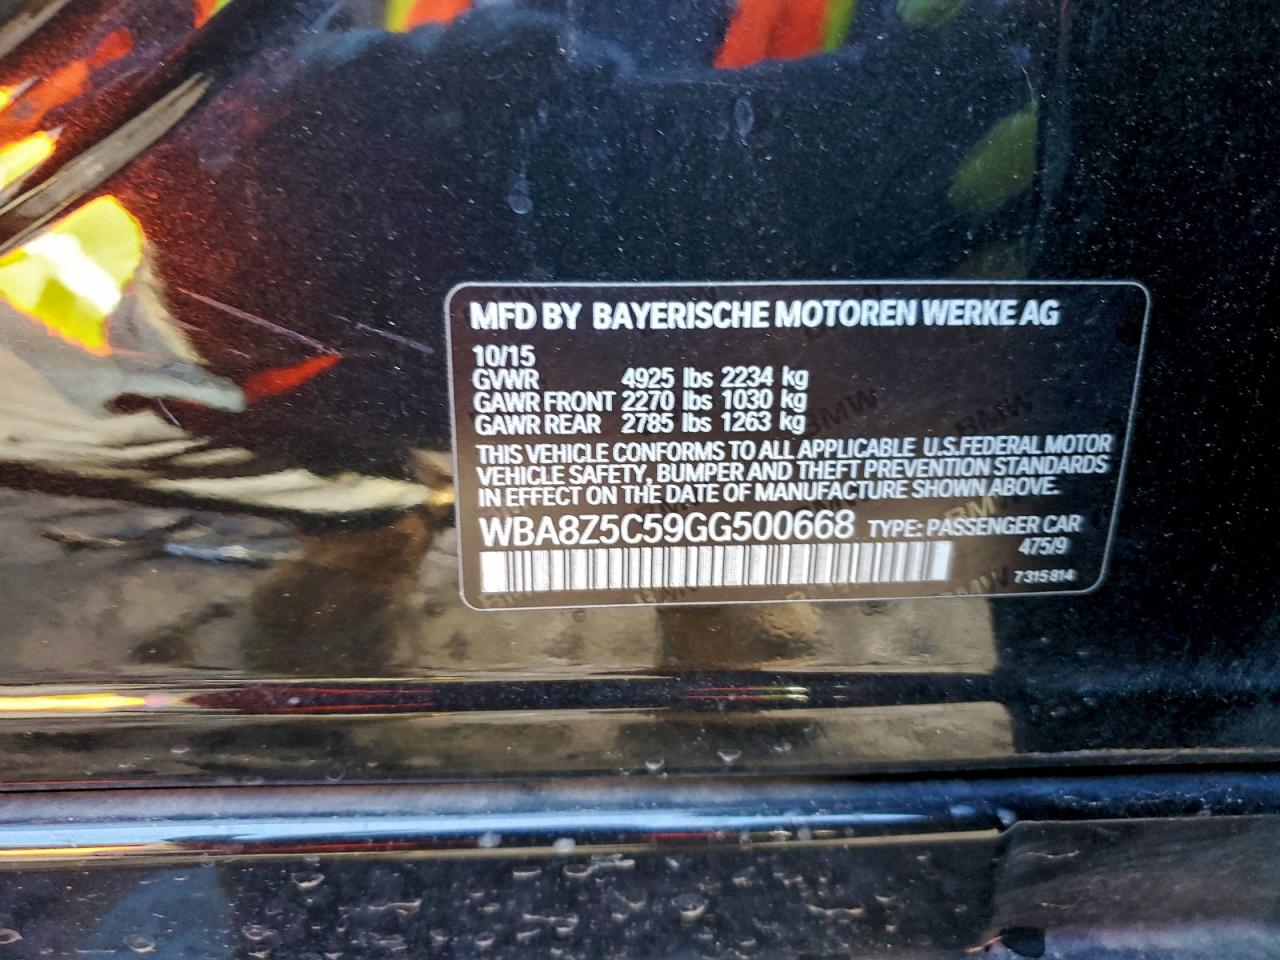 MFD BY BAYERISCHE MOTOREN WERKE AG
10/15
GVWR 4925 lbs 2234 kg
GAWR FRONT 2270 lbs 1030 kg
GAWR REAR 2785 lbs 1263 kg
THIS VEHICLE CONFORMS TO ALL APPLICABLE U.S.FEDERAL MOTOR
VEHICLE SAFETY, BUMPER AND THEFT PREVENTION STANDARDS
IN EFFECT ON THE DATE OF MANUFACTURE SHOWN ABOVE.
WBA8Z5C59GG500668 TYPE: PASSENGER CAR
475/9
7315814